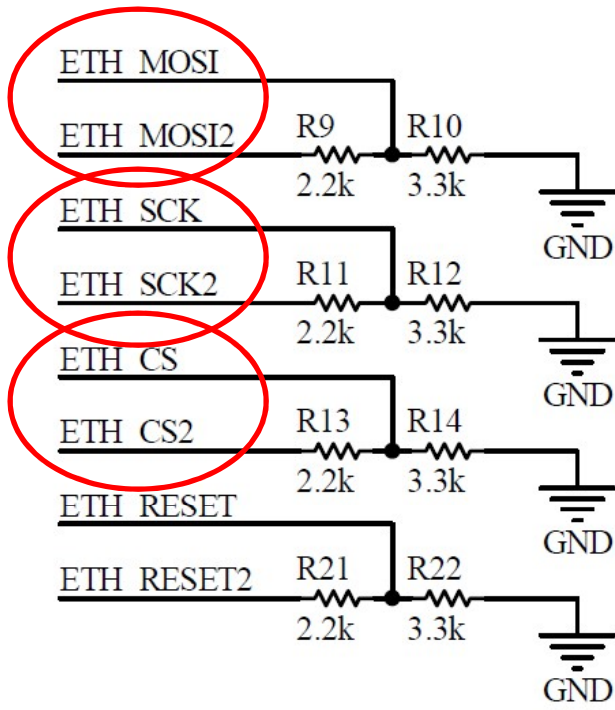 ETH MOSI
ETH MOSI2 R9 R10
2.2k 3.3k
GND
ETH SCK
ETH SCK2 R11 R12
2.2k 3.3k
GND
ETH CS
ETH CS2 R13 R14
2.2k 3.3k
GND
ETH RESET
ETH RESET2 R21 R22
2.2k 3.3k
GND